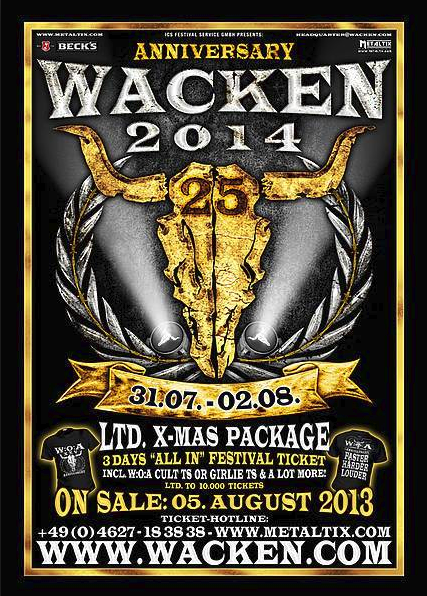 WWW.METALTIX.COM ICS FESTIVAL SERVICE GMBH PRESENTS: HEADQUARTER@WACKEN.COM
BECK'S METALTIX
ANNIVERSARY
WACKEN
2014
25
31.07. - 02.08.
LTD. X-MAS PACKAGE
3 DAYS "ALL IN" FESTIVAL TICKET
INCL. W:O:A CULT TS OR GIRLIE TS & A LOT MORE!
LTD. TO 10.000 TICKETS
W:O:A
W:O:A
FASTER
HARDER
LOUDER
ON SALE: 05. AUGUST 2013
TICKET-HOTLINE:
+49(0)4627-18 38 38 - WWW.METALTIX.COM
WWW.WACKEN.COM